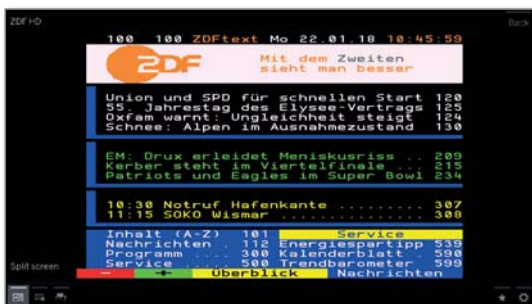 ZDF HD
Zurück
100 100 ZDFtext Mo 22.01.18 10:45:59
ZDF
Mit dem Zweiten
sieht man besser
Union und SPD für schnellen Start 120
55. Jahrestag des Elysee-Vertrags 125
Oxfam warnt: Ungleichheit steigt 124
Schnee: Alpen im Ausnahmezustand 130
EM: Drux erleidet Meniskusriss .. 209
Kerber steht im Viertelfinale ... 215
Patriots und Eagles im Super Bowl 234
10:30 Notruf Hafenkante ....... 307
11:15 SOKO Wismar ............. 308
Inhalt (A-Z) 101 Service
Nachrichten . 112 Energiespartipp 539
Programm .... 300 Kalenderblatt . 590
Service ..... 500 Trendbarometer 599
Split screen
- + Überblick Nachrichten